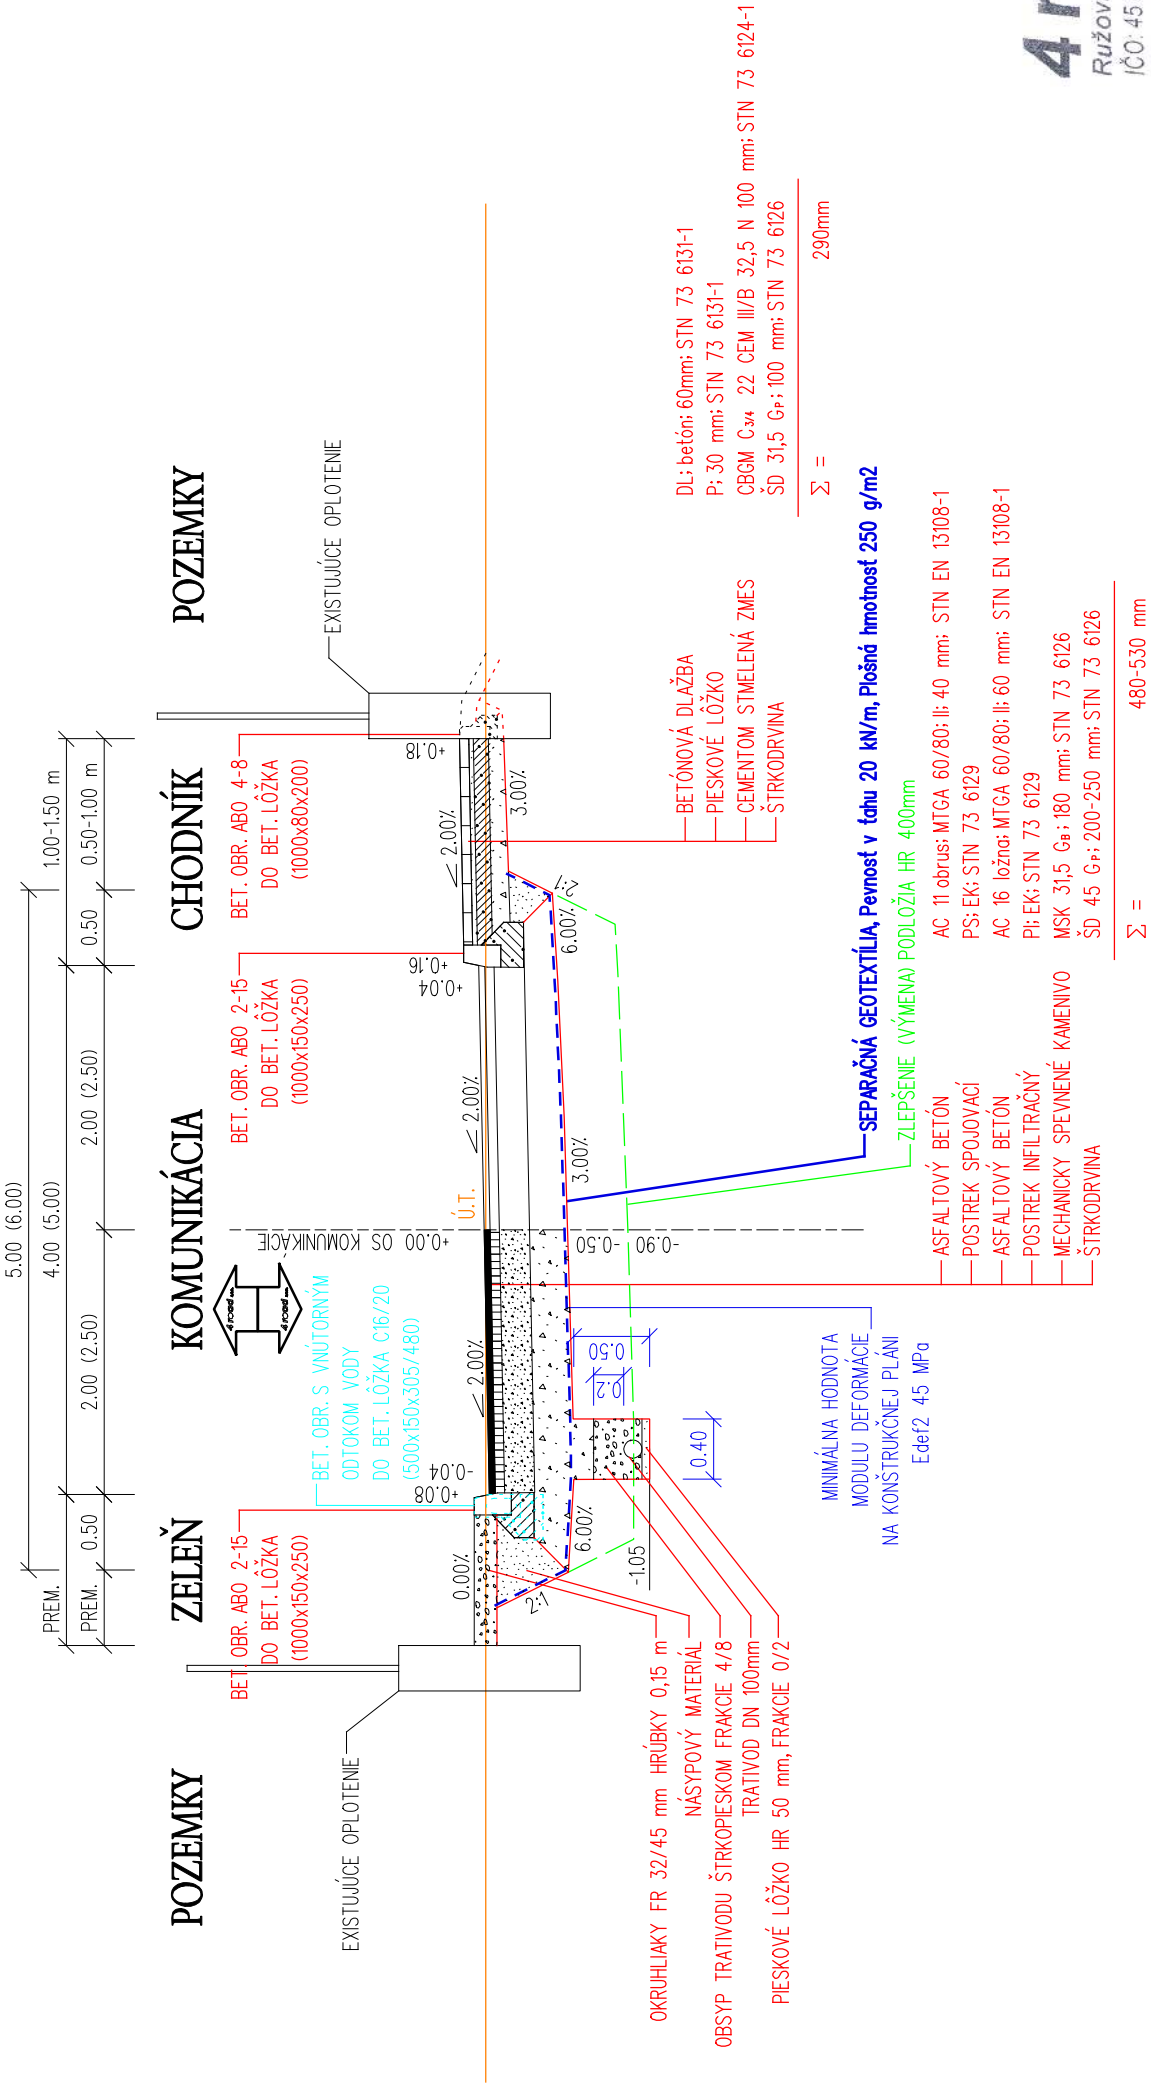 5.00 (6.00)
PREM.
4.00 (5.00)
1.00-1.50 m
PREM.
0.50
2.00 (2.50)
2.00 (2.50)
0.50
0.50-1.00 m
POZEMKY
ZELEŇ
KOMUNIKÁCIA
CHODNÍK
POZEMKY
4 road s.r.o.
4 road s.r.o.
BET. OBR. ABO 2-15
DO BET. LÔŽKA
(1000x150x250)
BET. OBR. S VNÚTORNÝM
ODTOKOM VODY
DO BET. LÔŽKA C16/20
(500x150x305/480)
BET. OBR. ABO 2-15
DO BET. LÔŽKA
(1000x150x250)
BET. OBR. ABO 4-8
DO BET. LÔŽKA
(1000x80x200)
EXISTUJÚCE OPLOTENIE
EXISTUJÚCE OPLOTENIE
+0.00 OS KOMUNIKÁCIE
Ú.T.
0.00%
+0.08
-0.04
2.00%
2.00%
+0.04
+0.16
2.00%
+0.18
3.00%
2:1
6.00%
3.00%
6.00%
2:1
-0.50
-0.90
-1.05
0.50
0.2
0.40
OKRUHLIAKY FR 32/45 mm HRÚBKY 0,15 m
NÁSYPOVÝ MATERIÁL
OBSYP TRATIVODU ŠTRKOPIESKOM FRAKCIE 4/8
TRATIVOD DN 100mm
PIESKOVÉ LÔŽKO HR 50 mm, FRAKCIE 0/2
MINIMÁLNA HODNOTA
MODULU DEFORMÁCIE
NA KONŠTRUKČNEJ PLÁNI
Edef2 45 MPa
BETÓNOVÁ DLAŽBA
PIESKOVÉ LÔŽKO
CEMENTOM STMELENÁ ZMES
ŠTRKODRVINA
DL; betón; 60mm; STN 73 6131-1
P; 30 mm; STN 73 6131-1
CBGM C3/4 22 CEM III/B 32,5 N 100 mm; STN 73 6124-1
ŠD 31,5 GP; 100 mm; STN 73 6126
Σ = 290mm
SEPARAČNÁ GEOTEXTÍLIA, Pevnosť v ťahu 20 kN/m, Plošná hmotnosť 250 g/m2
ZLEPŠENIE (VÝMENA) PODLOŽIA HR 400mm
ASFALTOVÝ BETÓN AC 11 obrus; MTGA 60/80; II; 40 mm; STN EN 13108-1
POSTREK SPOJOVACÍ PS; EK; STN 73 6129
ASFALTOVÝ BETÓN AC 16 ložna; MTGA 60/80; II; 60 mm; STN EN 13108-1
POSTREK INFILTRAČNÝ PI; EK; STN 73 6129
MECHANICKY SPEVNENÉ KAMENIVO MSK 31,5 GB; 180 mm; STN 73 6126
ŠTRKODRVINA ŠD 45 GP; 200-250 mm; STN 73 6126
Σ = 480-530 mm
4 r
Ružov
IČO: 45